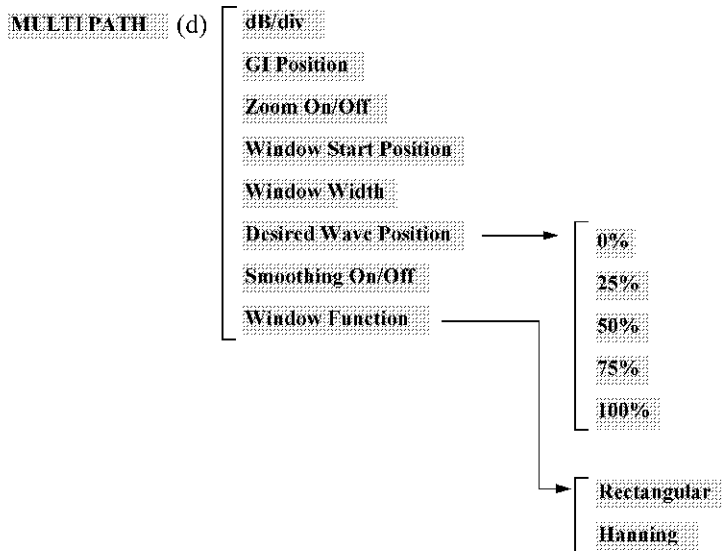 MULTI PATH (d)
dB/div
GI Position
Zoom On/Off
Window Start Position
Window Width
Desired Wave Position
Smoothing On/Off
Window Function
0%
25%
50%
75%
100%
Rectangular
Hanning